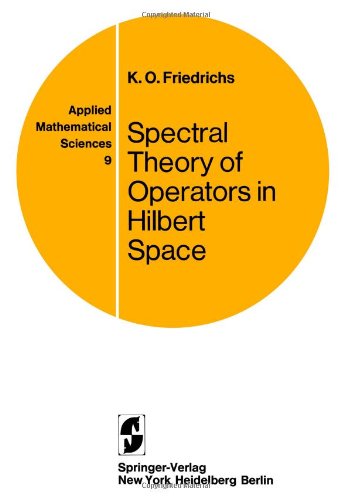 K. O. Friedrichs
Applied
Mathematical
Sciences
9
Spectral
Theory of
Operators in
Hilbert
Space
Springer-Verlag
New York Heidelberg Berlin